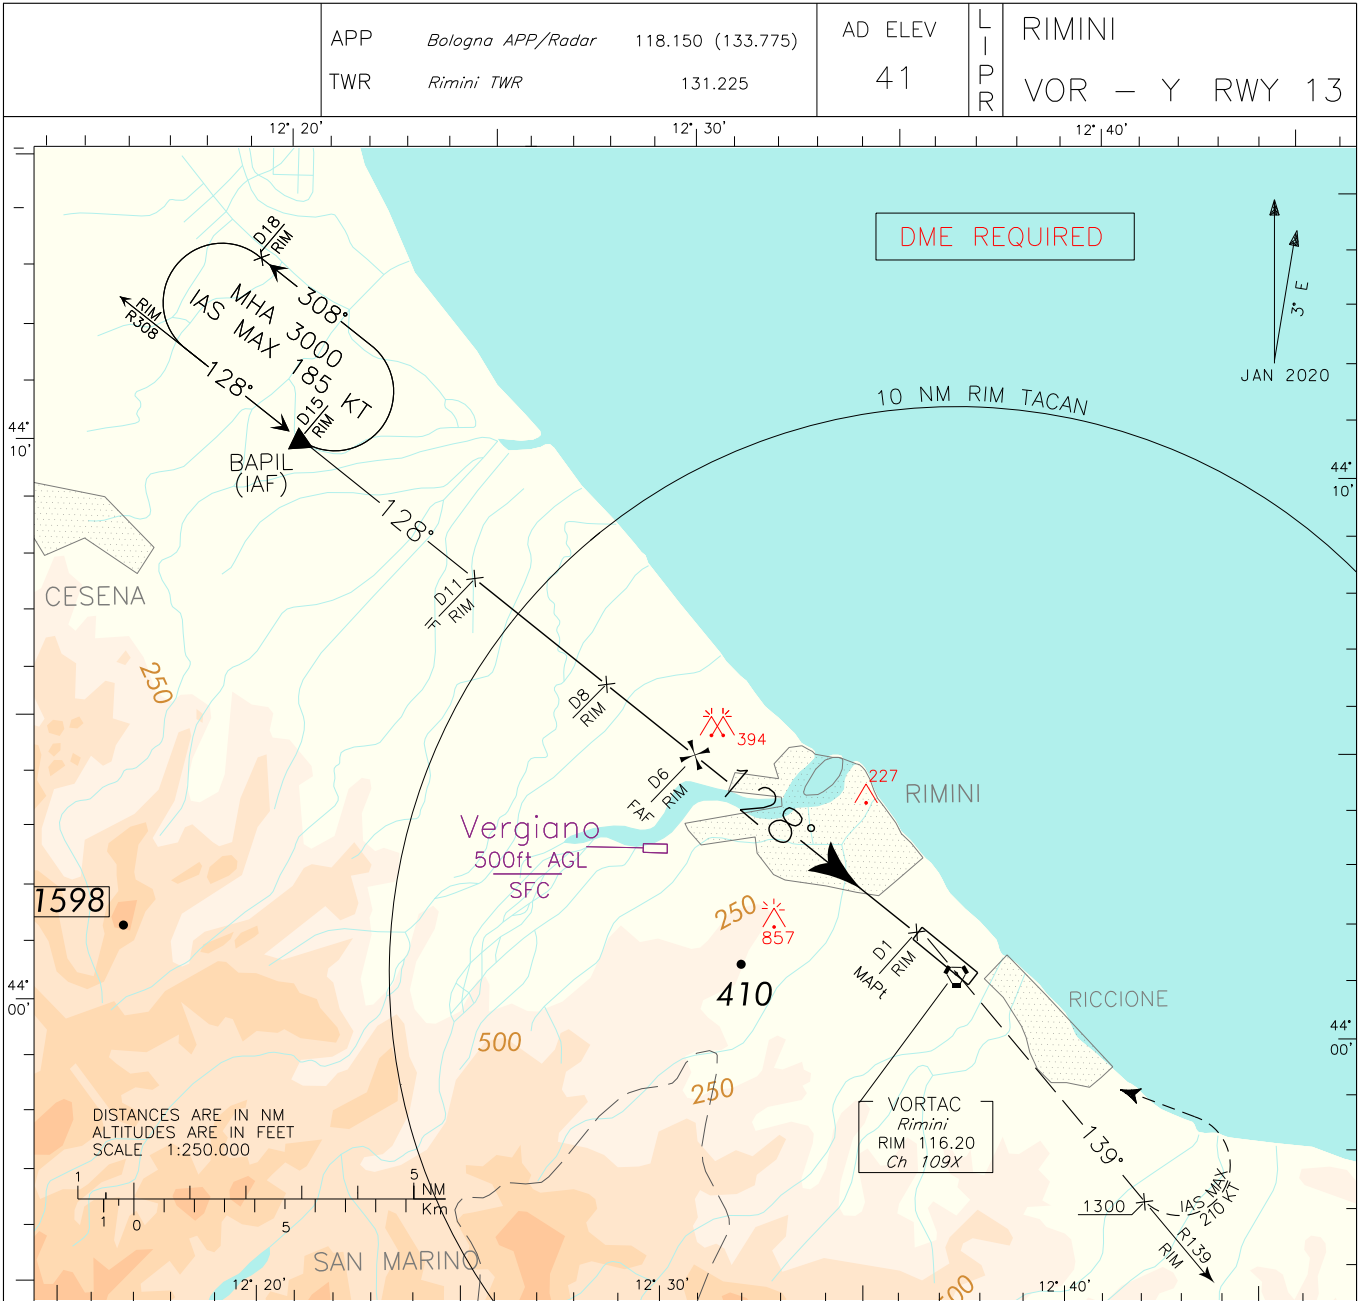 APP Bologna APP/Radar 118.150 (133.775)
TWR Rimini TWR 131.225
AD ELEV
41
LIPR
RIMINI
VOR - Y RWY 13
12° 20'
12° 30'
12° 40'
D18
RIM
DME REQUIRED
3° E
JAN 2020
308°
MHA 3000
IAS MAX 185 KT
RIM
R308
128°
D15
RIM
10 NM RIM TACAN
44°
10'
BAPIL
(IAF)
44°
10'
128°
CESENA
D11
IF RIM
250
D8
RIM
394
D6
FAF RIM
128°
227
RIMINI
Vergiano
500ft AGL
SFC
1598
250
857
D1
MAPt RIM
410
44°
00'
RICCIONE
44°
00'
500
250
VORTAC
Rimini
RIM 116.20
Ch 109X
DISTANCES ARE IN NM
ALTITUDES ARE IN FEET
SCALE 1:250.000
1 5
NM
Km
1 0 5
139°
1300
IAS MAX
210 KT
R139
RIM
SAN MARINO
12° 20'
12° 30'
12° 40'